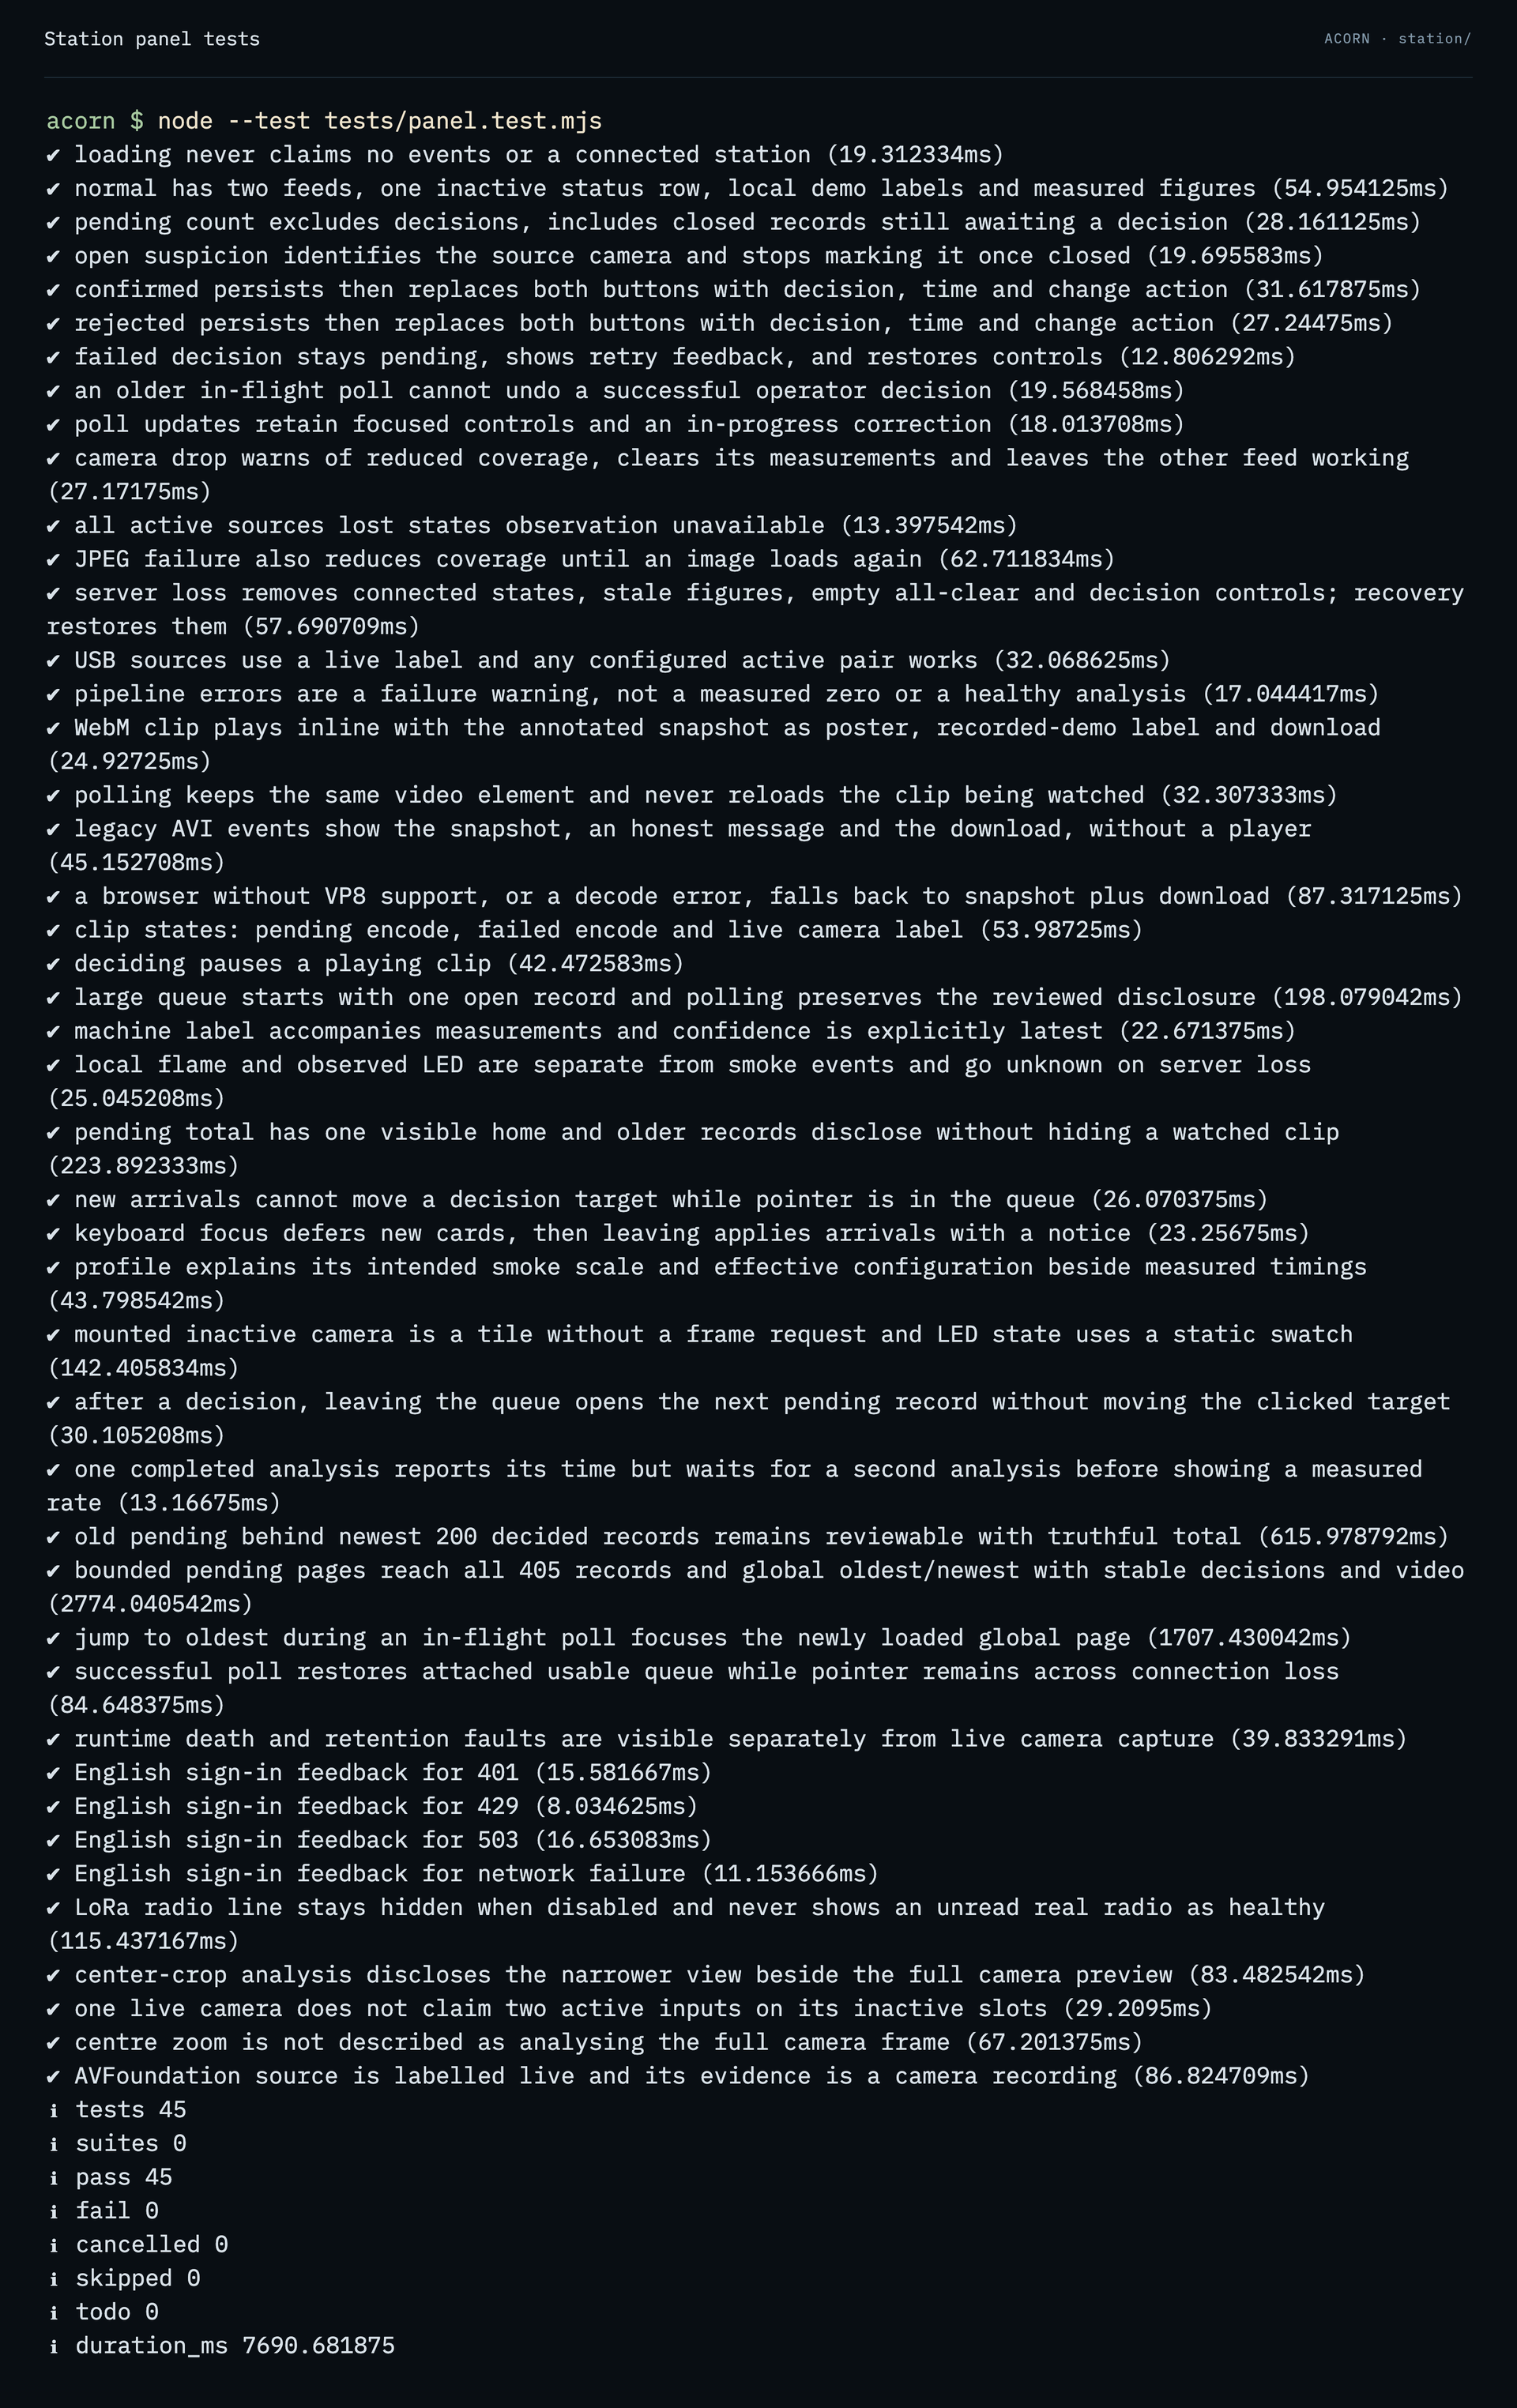 Station panel tests
ACORN · station/
acorn $ node --test tests/panel.test.mjs
✔ loading never claims no events or a connected station (19.312334ms)
✔ normal has two feeds, one inactive status row, local demo labels and measured figures (54.954125ms)
✔ pending count excludes decisions, includes closed records still awaiting a decision (28.161125ms)
✔ open suspicion identifies the source camera and stops marking it once closed (19.695583ms)
✔ confirmed persists then replaces both buttons with decision, time and change action (31.617875ms)
✔ rejected persists then replaces both buttons with decision, time and change action (27.24475ms)
✔ failed decision stays pending, shows retry feedback, and restores controls (12.806292ms)
✔ an older in-flight poll cannot undo a successful operator decision (19.568458ms)
✔ poll updates retain focused controls and an in-progress correction (18.013708ms)
✔ camera drop warns of reduced coverage, clears its measurements and leaves the other feed working
(27.17175ms)
✔ all active sources lost states observation unavailable (13.397542ms)
✔ JPEG failure also reduces coverage until an image loads again (62.711834ms)
✔ server loss removes connected states, stale figures, empty all-clear and decision controls; recovery
restores them (57.690709ms)
✔ USB sources use a live label and any configured active pair works (32.068625ms)
✔ pipeline errors are a failure warning, not a measured zero or a healthy analysis (17.044417ms)
✔ WebM clip plays inline with the annotated snapshot as poster, recorded-demo label and download
(24.92725ms)
✔ polling keeps the same video element and never reloads the clip being watched (32.307333ms)
✔ legacy AVI events show the snapshot, an honest message and the download, without a player
(45.152708ms)
✔ a browser without VP8 support, or a decode error, falls back to snapshot plus download (87.317125ms)
✔ clip states: pending encode, failed encode and live camera label (53.98725ms)
✔ deciding pauses a playing clip (42.472583ms)
✔ large queue starts with one open record and polling preserves the reviewed disclosure (198.079042ms)
✔ machine label accompanies measurements and confidence is explicitly latest (22.671375ms)
✔ local flame and observed LED are separate from smoke events and go unknown on server loss
(25.045208ms)
✔ pending total has one visible home and older records disclose without hiding a watched clip
(223.892333ms)
✔ new arrivals cannot move a decision target while pointer is in the queue (26.070375ms)
✔ keyboard focus defers new cards, then leaving applies arrivals with a notice (23.25675ms)
✔ profile explains its intended smoke scale and effective configuration beside measured timings
(43.798542ms)
✔ mounted inactive camera is a tile without a frame request and LED state uses a static swatch
(142.405834ms)
✔ after a decision, leaving the queue opens the next pending record without moving the clicked target
(30.105208ms)
✔ one completed analysis reports its time but waits for a second analysis before showing a measured
rate (13.16675ms)
✔ old pending behind newest 200 decided records remains reviewable with truthful total (615.978792ms)
✔ bounded pending pages reach all 405 records and global oldest/newest with stable decisions and video
(2774.040542ms)
✔ jump to oldest during an in-flight poll focuses the newly loaded global page (1707.430042ms)
✔ successful poll restores attached usable queue while pointer remains across connection loss
(84.648375ms)
✔ runtime death and retention faults are visible separately from live camera capture (39.833291ms)
✔ English sign-in feedback for 401 (15.581667ms)
✔ English sign-in feedback for 429 (8.034625ms)
✔ English sign-in feedback for 503 (16.653083ms)
✔ English sign-in feedback for network failure (11.153666ms)
✔ LoRa radio line stays hidden when disabled and never shows an unread real radio as healthy
(115.437167ms)
✔ center-crop analysis discloses the narrower view beside the full camera preview (83.482542ms)
✔ one live camera does not claim two active inputs on its inactive slots (29.2095ms)
✔ centre zoom is not described as analysing the full camera frame (67.201375ms)
✔ AVFoundation source is labelled live and its evidence is a camera recording (86.824709ms)
ℹ tests 45
ℹ suites 0
ℹ pass 45
ℹ fail 0
ℹ cancelled 0
ℹ skipped 0
ℹ todo 0
ℹ duration_ms 7690.681875